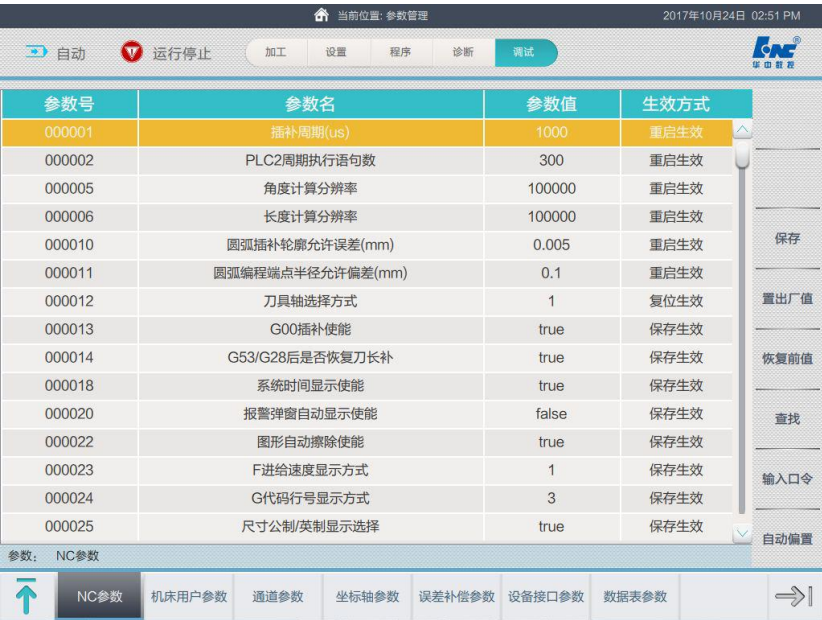 当前位置: 参数管理
2017年10月24日 02:51 PM
自动 运行停止 加工 设置 程序 诊断 调试
华中数控
参数号 参数名 参数值 生效方式
000001 插补周期(us) 1000 重启生效
000002 PLC2周期执行语句数 300 重启生效
000005 角度计算分辨率 100000 重启生效
000006 长度计算分辨率 100000 重启生效
000010 圆弧插补轮廓允许误差(mm) 0.005 重启生效
000011 圆弧编程端点半径允许偏差(mm) 0.1 重启生效
000012 刀具轴选择方式 1 复位生效
000013 G00插补使能 true 保存生效
000014 G53/G28后是否恢复刀长补 true 保存生效
000018 系统时间显示使能 true 保存生效
000020 报警弹窗自动显示使能 false 保存生效
000022 图形自动擦除使能 true 保存生效
000023 F进给速度显示方式 1 保存生效
000024 G代码行号显示方式 3 保存生效
000025 尺寸公制/英制显示选择 true 保存生效
保存
置出厂值
恢复前值
查找
输入口令
自动偏置
参数: NC参数
NC参数 机床用户参数 通道参数 坐标轴参数 误差补偿参数 设备接口参数 数据表参数